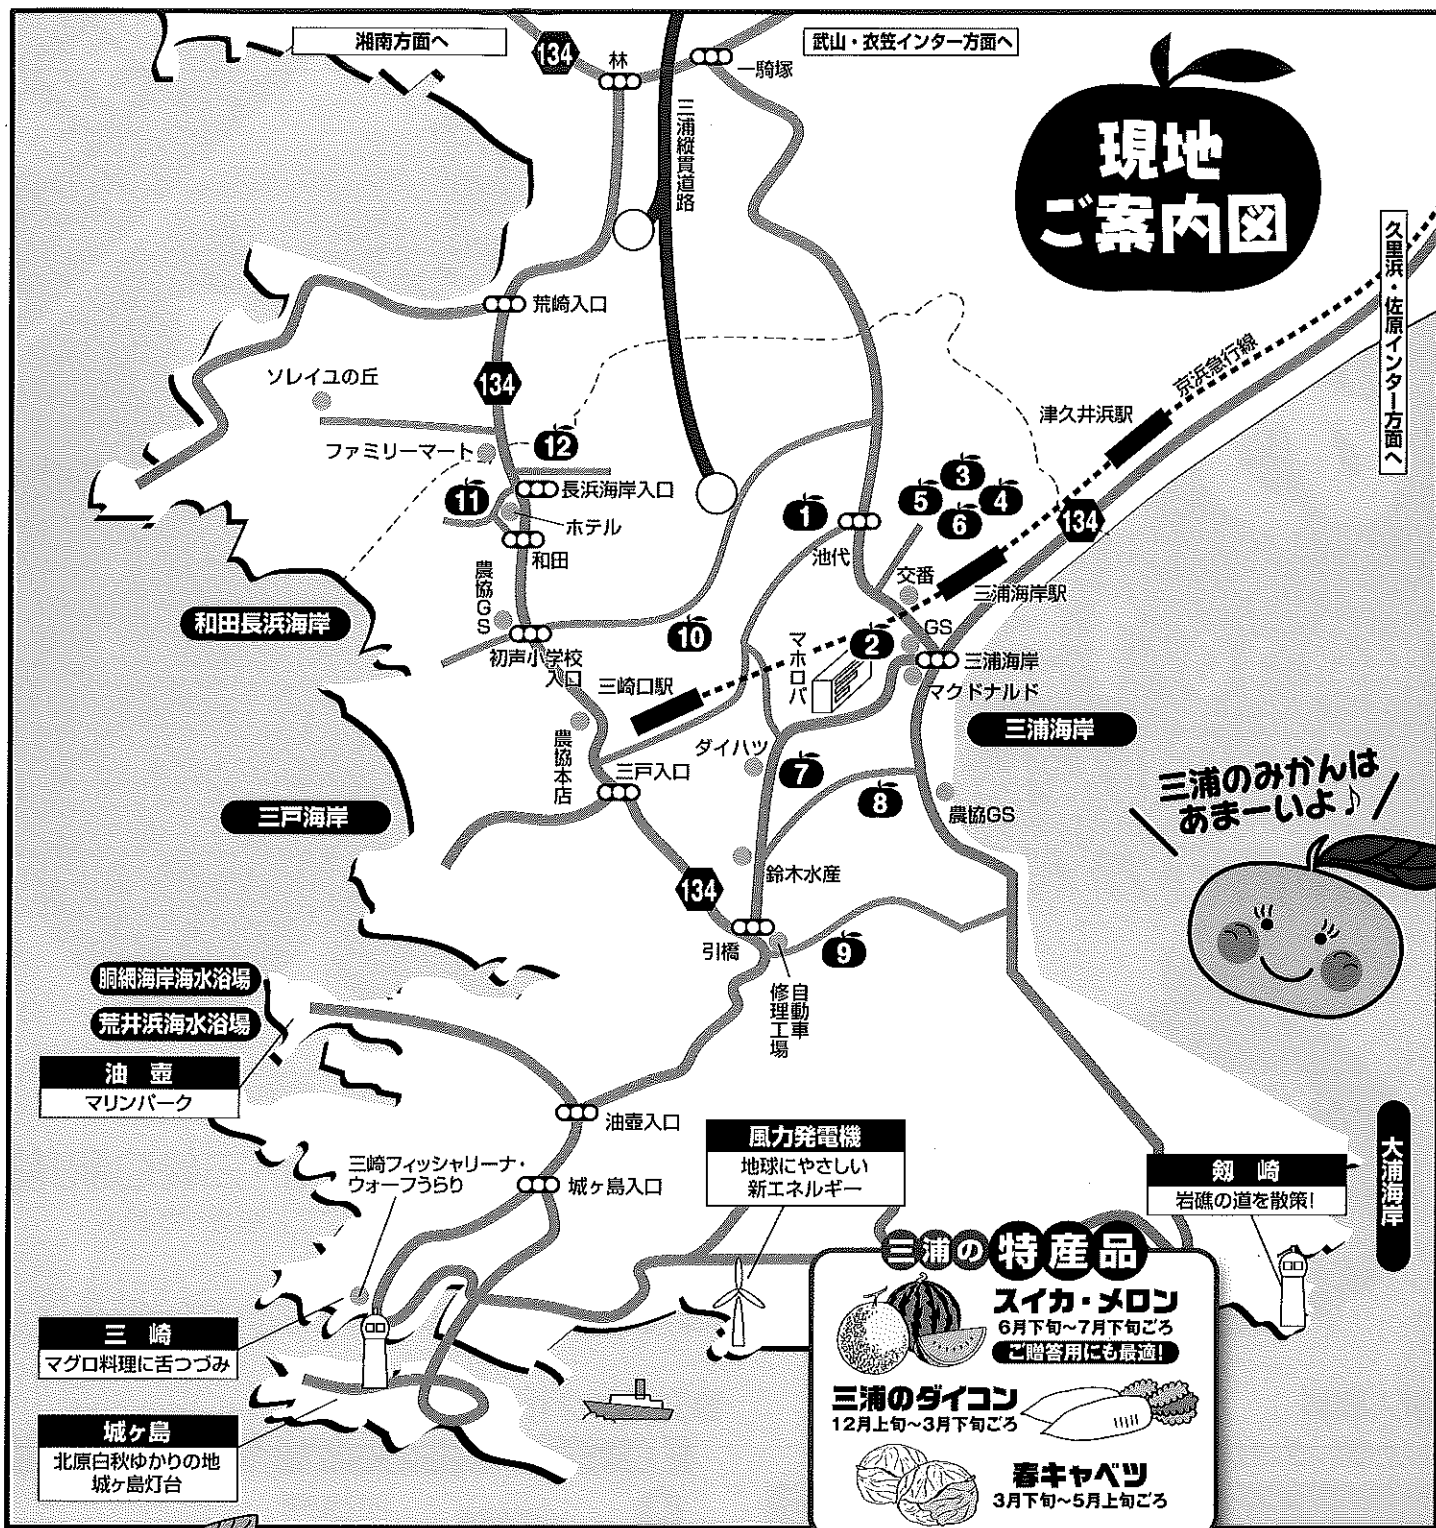 湘南方面へ
武山・衣笠インター方面へ
134
林
一騎塚
三浦縦貫道路
現地
ご案内図
久里浜・佐原インター方面へ
荒崎入口
134
ソレイユの丘
京浜急行線
津久井浜駅
ファミリーマート
12
11
長浜海岸入口
ホテル
和田
3
5
4
6
1
134
池代
交番
三浦海岸駅
農協GS
和田長浜海岸
10
マホロバ
2
GS
三浦海岸
マクドナルド
初声小学校
入口
三崎口駅
三浦海岸
農協本店
ダイハツ
7
三戸入口
8
農協GS
三戸海岸
三浦のみかんは
あまーいよ♪
鈴木水産
134
引橋
9
自動車
修理工場
胴網海岸海水浴場
荒井浜海水浴場
油壺
マリンパーク
油壺入口
三崎フィッシャリーナ・
ウォーフうらり
城ヶ島入口
風力発電機
地球にやさしい
新エネルギー
剱崎
岩礁の道を散策!
大浦海岸
三浦の特産品
スイカ・メロン
6月下旬~7月下旬ごろ
ご贈答用にも最適!
三浦のダイコン
12月上旬~3月下旬ごろ
春キャベツ
3月下旬~5月上旬ごろ
三崎
マグロ料理に舌つづみ
城ヶ島
北原白秋ゆかりの地
城ヶ島灯台